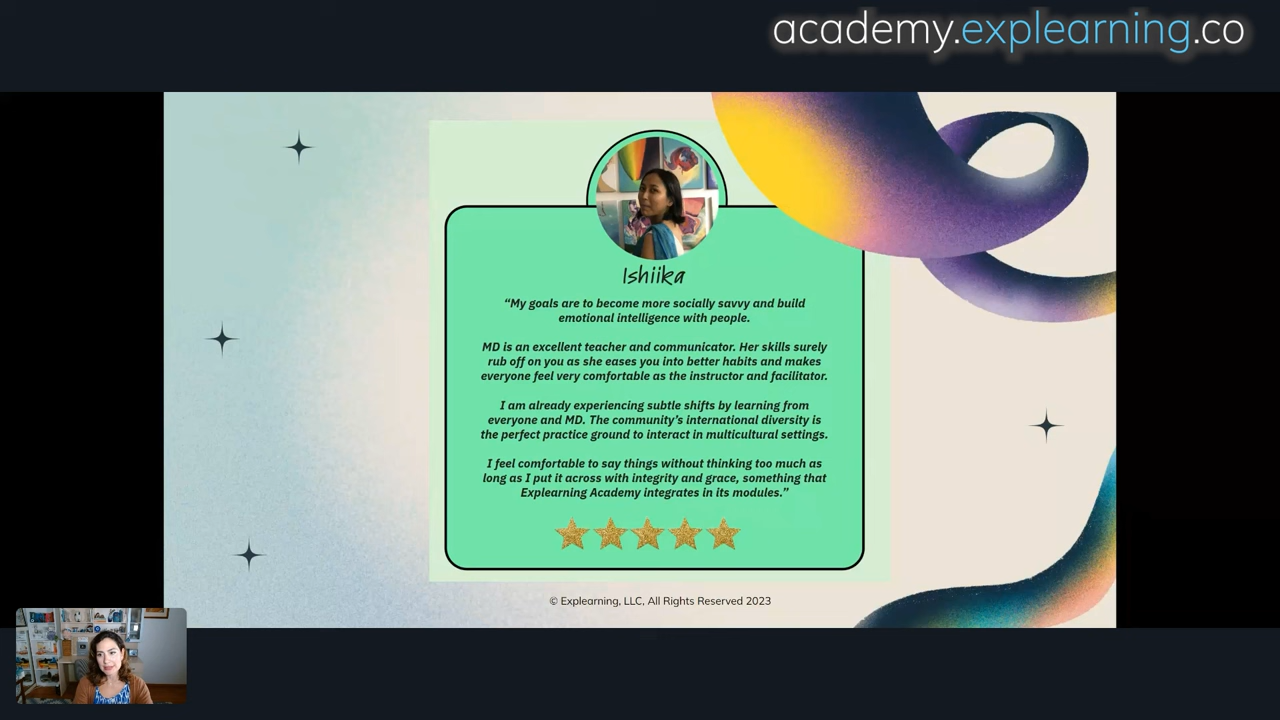 academy.explearning.co
Ishiika
“My goals are to become more socially savvy and build
emotional intelligence with people.
MD is an excellent teacher and communicator. Her skills surely
rub off on you as she eases you into better habits and makes
everyone feel very comfortable as the instructor and facilitator.
I am already experiencing subtle shifts by learning from
everyone and MD. The community’s international diversity is
the perfect practice ground to interact in multicultural settings.
I feel comfortable to say things without thinking too much as
long as I put it across with integrity and grace, something that
Explearning Academy integrates in its modules.”
© Explearning, LLC, All Rights Reserved 2023